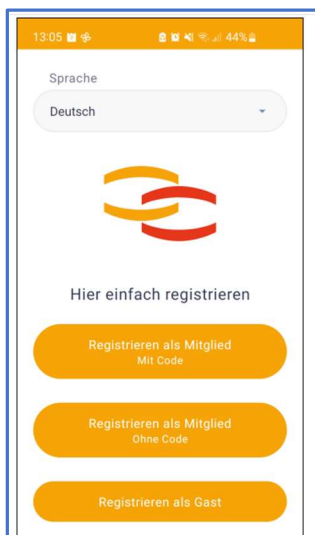 13:05 44%
Sprache
Deutsch
Hier einfach registrieren
Registrieren als Mitglied
Mit Code
Registrieren als Mitglied
Ohne Code
Registrieren als Gast